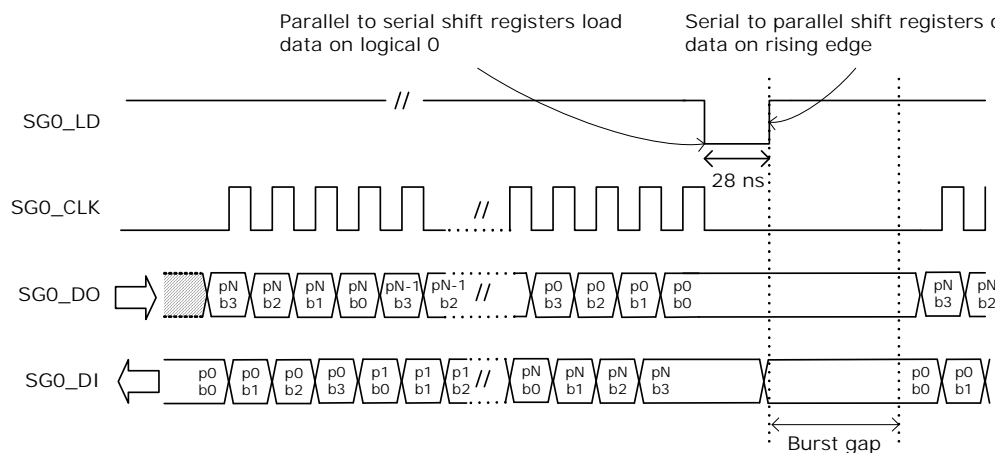 Parallel to serial shift registers load
data on logical 0
Serial to parallel shift registers
data on rising edge
SG0_LD
//
28 ns
SG0_CLK
//
SG0_DO
pN b3 pN b2 pN b1 pN b0 pN-1 b3 pN-1 b2 // p0 b3 p0 b2 p0 b1 p0 b0 pN b3 pN b2
SG0_DI
p0 b0 p0 b1 p0 b2 p0 b3 p1 b0 p1 b1 p1 b2 // pN b0 pN b1 pN b2 pN b3 p0 b0 p0 b1
Burst gap